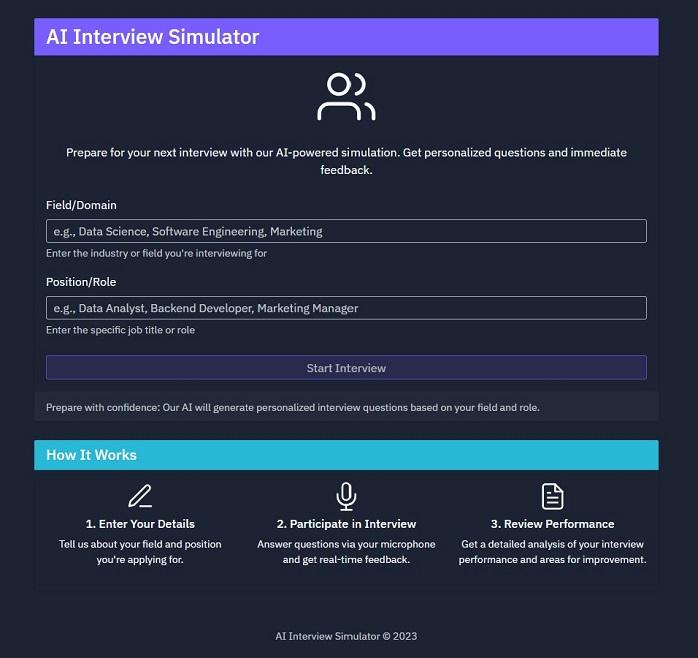 AI Interview Simulator
Prepare for your next interview with our AI-powered simulation. Get personalized questions and immediate
feedback.
Field/Domain
e.g., Data Science, Software Engineering, Marketing
Enter the industry or field you're interviewing for
Position/Role
e.g., Data Analyst, Backend Developer, Marketing Manager
Enter the specific job title or role
Start Interview
Prepare with confidence: Our AI will generate personalized interview questions based on your field and role.
How It Works
1. Enter Your Details
Tell us about your field and position
you're applying for.
2. Participate in Interview
Answer questions via your microphone
and get real-time feedback.
3. Review Performance
Get a detailed analysis of your interview
performance and areas for improvement.
AI Interview Simulator © 2023